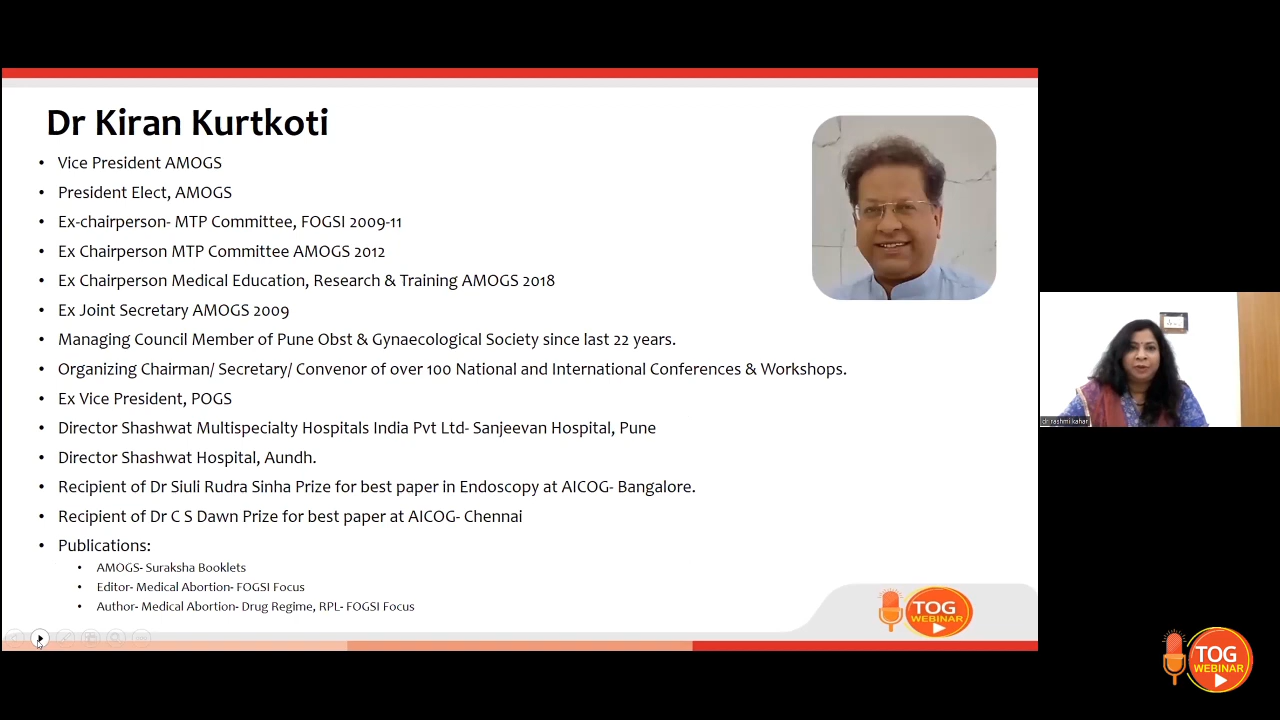 Dr Kiran Kurtkoti
• Vice President AMOGS
• President Elect, AMOGS
• Ex-chairperson- MTP Committee, FOGSI 2009-11
• Ex Chairperson MTP Committee AMOGS 2012
• Ex Chairperson Medical Education, Research & Training AMOGS 2018
• Ex Joint Secretary AMOGS 2009
• Managing Council Member of Pune Obst & Gynaecological Society since last 22 years.
• Organizing Chairman/ Secretary/ Convenor of over 100 National and International Conferences & Workshops.
• Ex Vice President, POGS
• Director Shashwat Multispecialty Hospitals India Pvt Ltd- Sanjeevan Hospital, Pune
• Director Shashwat Hospital, Aundh.
• Recipient of Dr Siuli Rudra Sinha Prize for best paper in Endoscopy at AICOG- Bangalore.
• Recipient of Dr C S Dawn Prize for best paper at AICOG- Chennai
• Publications:
• AMOGS- Suraksha Booklets
• Editor- Medical Abortion- FOGSI Focus
• Author- Medical Abortion- Drug Regime, RPL- FOGSI Focus
TOG
WEBINAR
dr rashmi kahar
TOG
WEBINAR